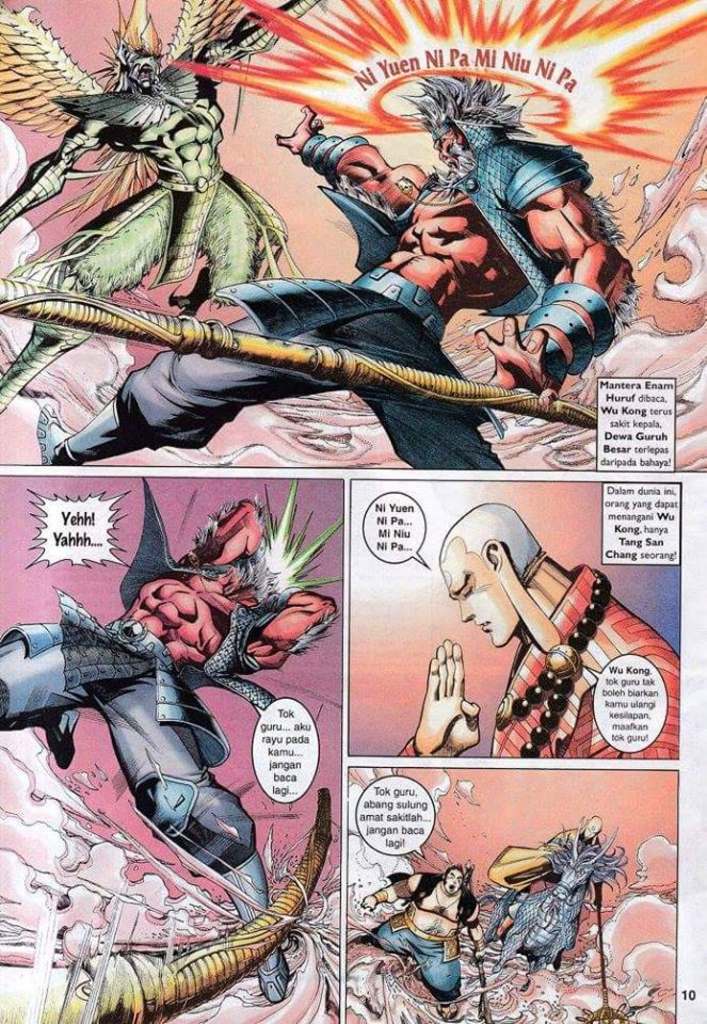 Ni Yuen Ni Pa Mi Niu Ni Pa
Mantera Enam
Huruf dibaca,
Wu Kong terus
sakit kepala,
Dewa Guruh
Besar terlepas
daripada bahaya!
Yehh!
Yahhh....
Tok
guru... aku
rayu pada
kamu...
jangan
baca
lagi...
Ni Yuen
Ni Pa...
Mi Niu
Ni Pa...
Dalam dunia ini,
orang yang dapat
menangani Wu
Kong, hanya
Tang San
Chang seorang!
Wu Kong.
tok guru tak
boleh biarkan
kamu ulangi
kesilapan,
maafkan
tok guru!
Tok guru,
abang sulung
amat sakitlah...
jangan baca
lagi!
10